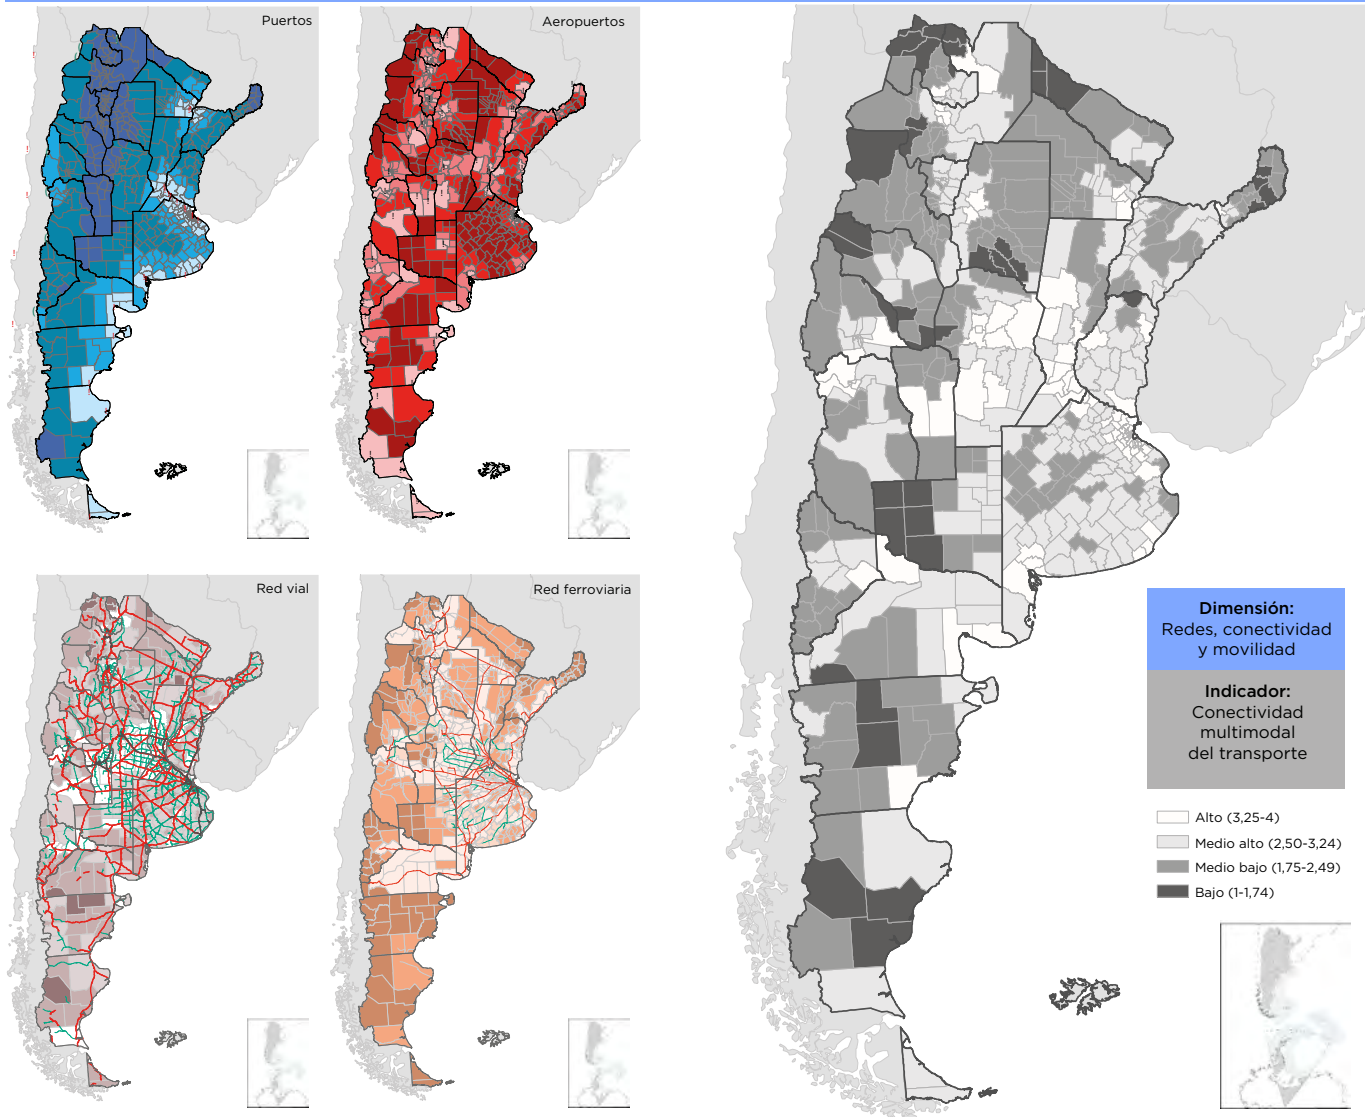 Puertos
Aeropuertos
Red vial
Red ferroviaria
Dimensión:
Redes, conectividad
y movilidad
Indicador:
Conectividad
multimodal
del transporte
Alto (3,25-4)
Medio alto (2,50-3,24)
Medio bajo (1,75-2,49)
Bajo (1-1,74)